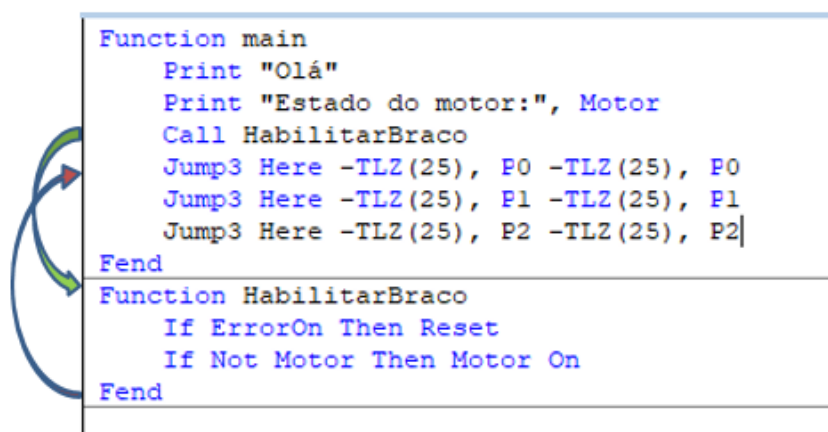 Function main
Print "Olá"
Print "Estado do motor:", Motor
Call HabilitarBraco
Jump3 Here -TLZ(25), P0 -TLZ(25), P0
Jump3 Here -TLZ(25), P1 -TLZ(25), P1
Jump3 Here -TLZ(25), P2 -TLZ(25), P2
Fend
Function HabilitarBraco
If ErrorOn Then Reset
If Not Motor Then Motor On
Fend